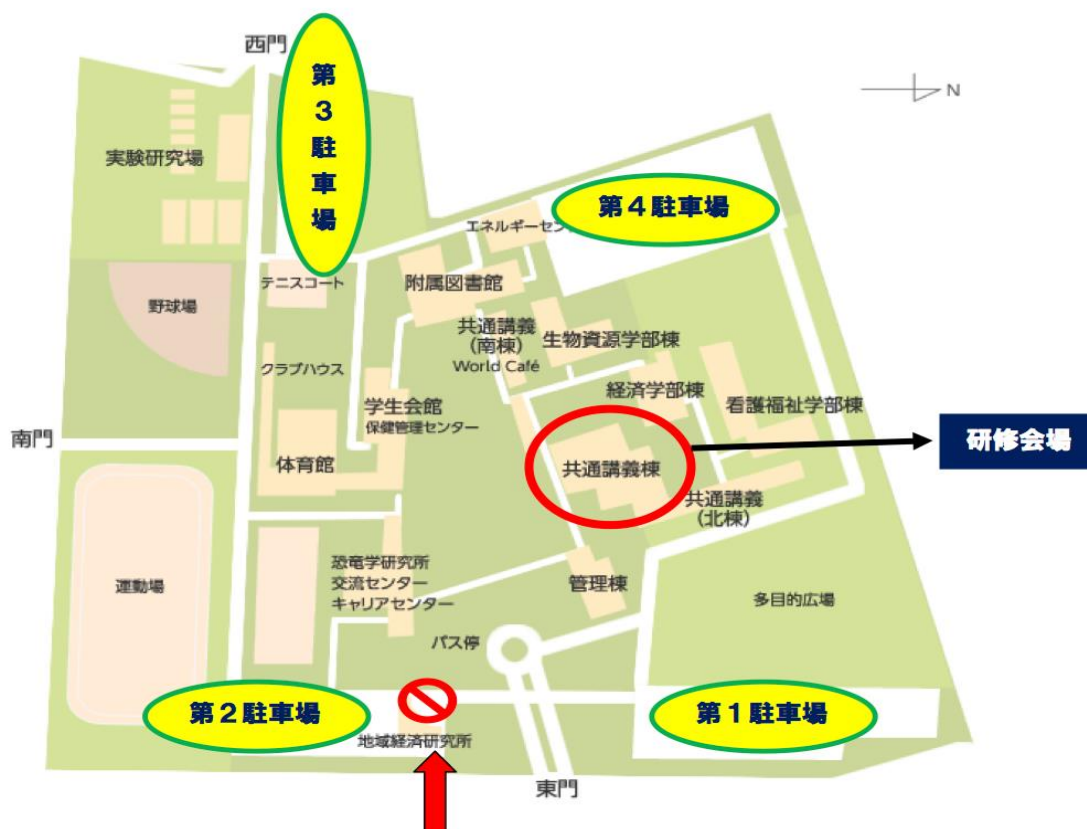 西門
第
3
駐
車
場
N
実験研究場
第4駐車場
エネルギーセン
テニスコート
附属図書館
野球場
共通講義
(南棟)
World Café
生物資源学部棟
クラブハウス
経済学部棟
学生会館
保健管理センター
看護福祉学部棟
南門
研修会場
体育館
共通講義棟
共通講義
(北棟)
恐竜学研究所
交流センター
キャリアセンター
管理棟
運動場
多目的広場
バス停
第2駐車場
第1駐車場
地域経済研究所
東門